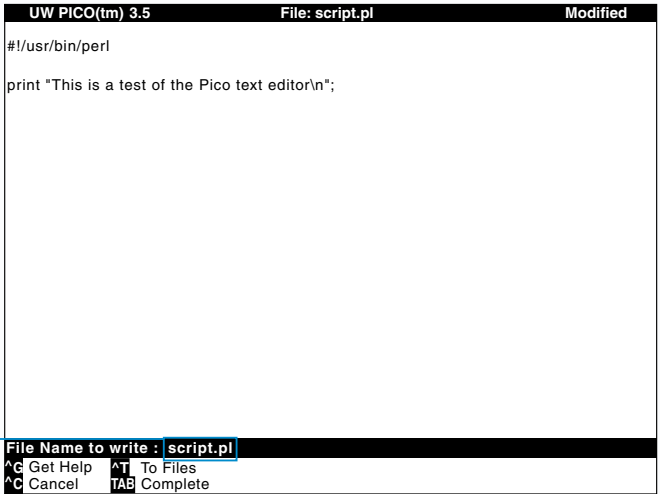 UW PICO(tm) 3.5 File: script.pl Modified
#!/usr/bin/perl
print "This is a test of the Pico text editor\n";
File Name to write : script.pl
^G Get Help ^T To Files
^C Cancel TAB Complete